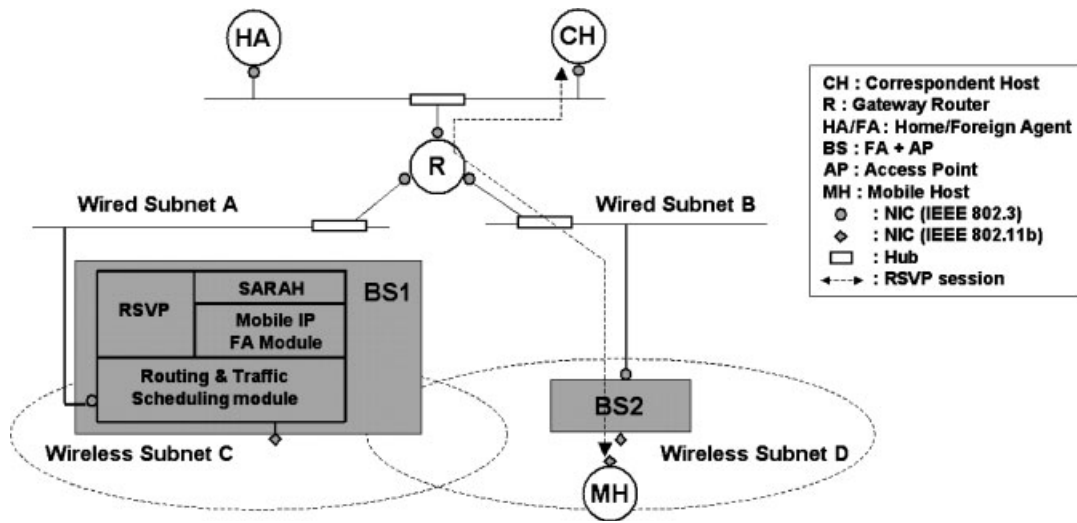 HA
CH
CH : Correspondent Host
R : Gateway Router
HA/FA : Home/Foreign Agent
BS : FA + AP
AP : Access Point
MH : Mobile Host
: NIC (IEEE 802.3)
: NIC (IEEE 802.11b)
: Hub
: RSVP session
R
Wired Subnet A
Wired Subnet B
RSVP
SARAH
Mobile IP
FA Module
BS1
Routing & Traffic
Scheduling module
BS2
Wireless Subnet C
Wireless Subnet D
MH